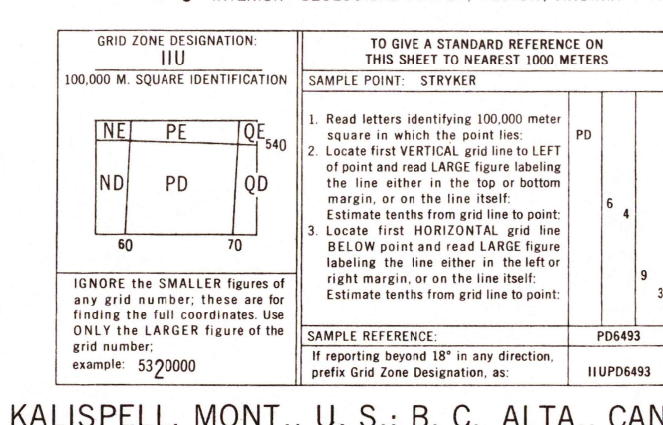 GRID ZONE DESIGNATION:
IIU
100,000 M. SQUARE IDENTIFICATION
NE PE QE
540
ND PD QD
60 70
IGNORE the SMALLER figures of
any grid number; these are for
finding the full coordinates. Use
ONLY the LARGER figure of the
grid number;
example: 5320000
TO GIVE A STANDARD REFERENCE ON
THIS SHEET TO NEAREST 1000 METERS
SAMPLE POINT: STRYKER
1. Read letters identifying 100,000 meter
square in which the point lies: PD
2. Locate first VERTICAL grid line to LEFT
of point and read LARGE figure labeling
the line either in the top or bottom
margin, or on the line itself: 6
Estimate tenths from grid line to point: 4
3. Locate first HORIZONTAL grid line
BELOW point and read LARGE figure
labeling the line either in the left or
right margin, or on the line itself: 9
Estimate tenths from grid line to point: 3
SAMPLE REFERENCE: PD6493
If reporting beyond 18° in any direction,
prefix Grid Zone Designation, as: IIUPD6493
KALISPELL, MONT., U. S.; B. C., ALTA., CAN